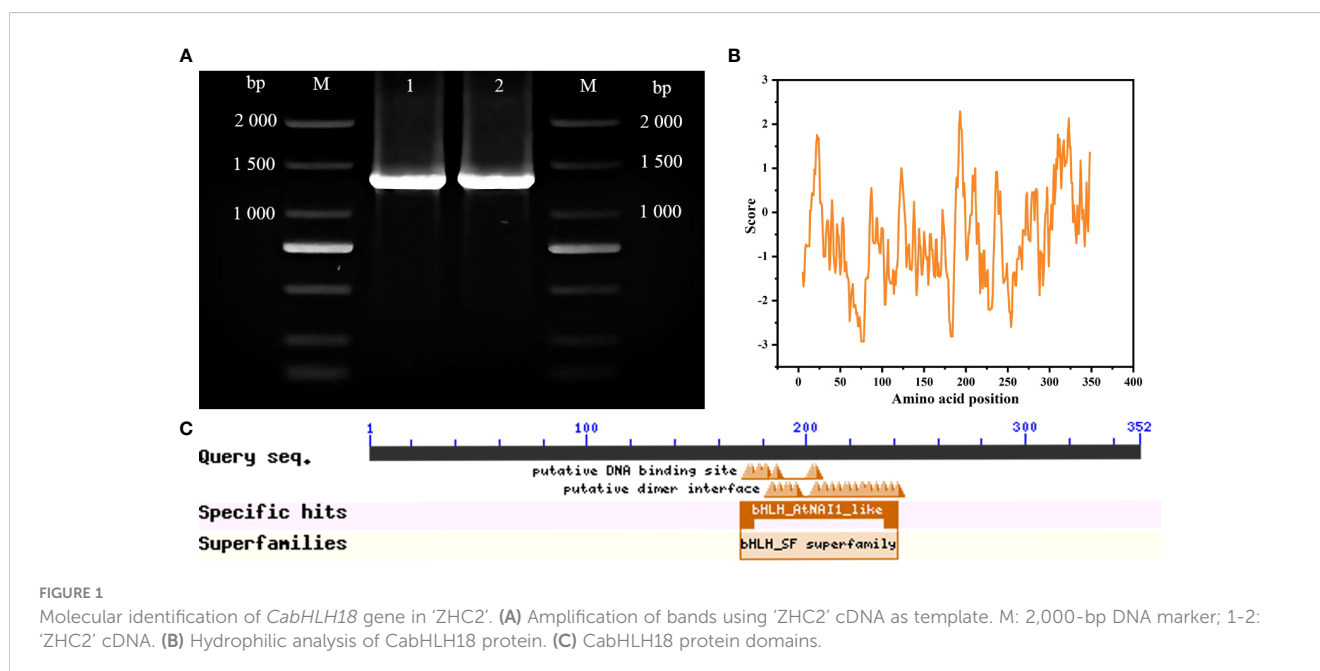 A
bp M 1 2 M bp
2 000 2 000
1 500 1 500
1 000 1 000
B
3
2
1
0
-1
-2
-3
Score
0 50 100 150 200 250 300 350 400
Amino acid position
C
1 100 200 300 352
Query seq.
putative DNA binding site
putative dimer interface
Specific hits
bHLH_AtNAI1_like
Superfamilies
bHLH_SF superfamily
FIGURE 1
Molecular identification of CabHLH18 gene in ‘ZHC2’. (A) Amplification of bands using ‘ZHC2’ cDNA as template. M: 2,000-bp DNA marker; 1-2:
‘ZHC2’ cDNA. (B) Hydrophilic analysis of CabHLH18 protein. (C) CabHLH18 protein domains.